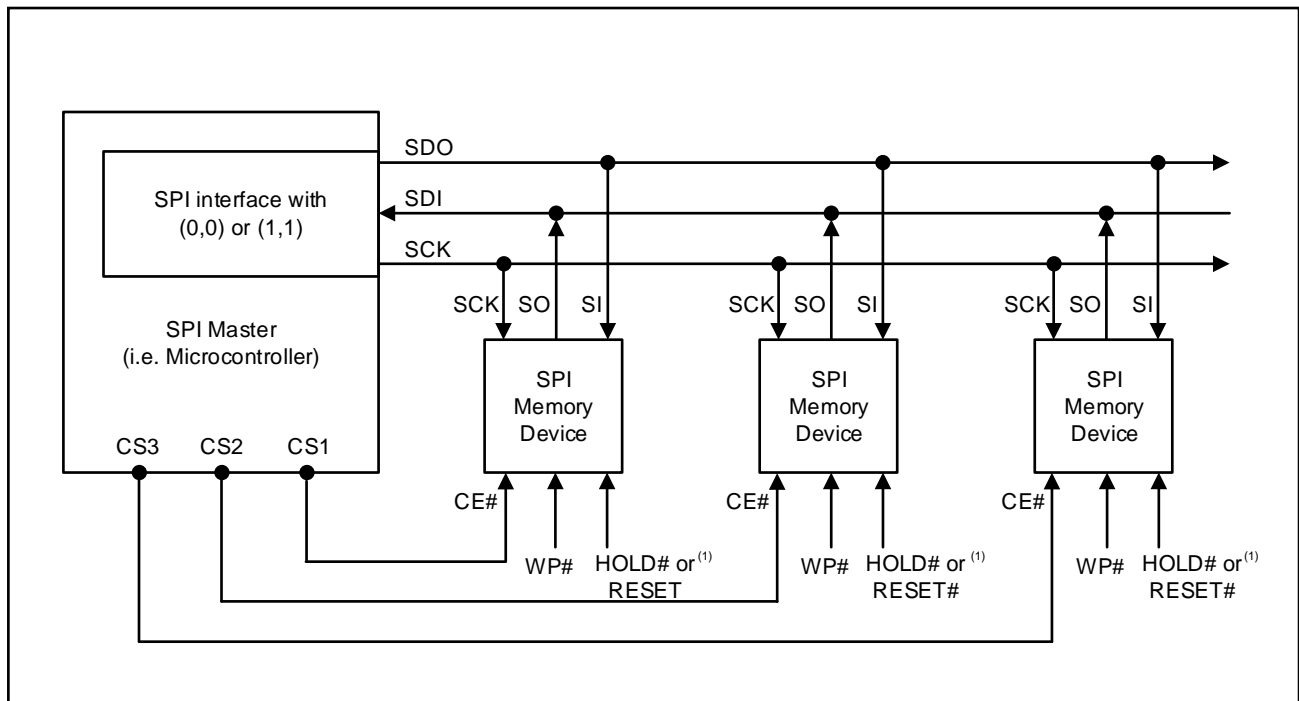 SDO
SDI
SCK
SPI interface with
(0,0) or (1,1)
SPI Master
(i.e. Microcontroller)
CS3 CS2 CS1
SCK SO SI
SPI
Memory
Device
CE#
WP#
HOLD# or (1)
RESET
SCK SO SI
SPI
Memory
Device
CE#
WP#
HOLD# or (1)
RESET#
SCK SO SI
SPI
Memory
Device
CE#
WP#
HOLD# or (1)
RESET#